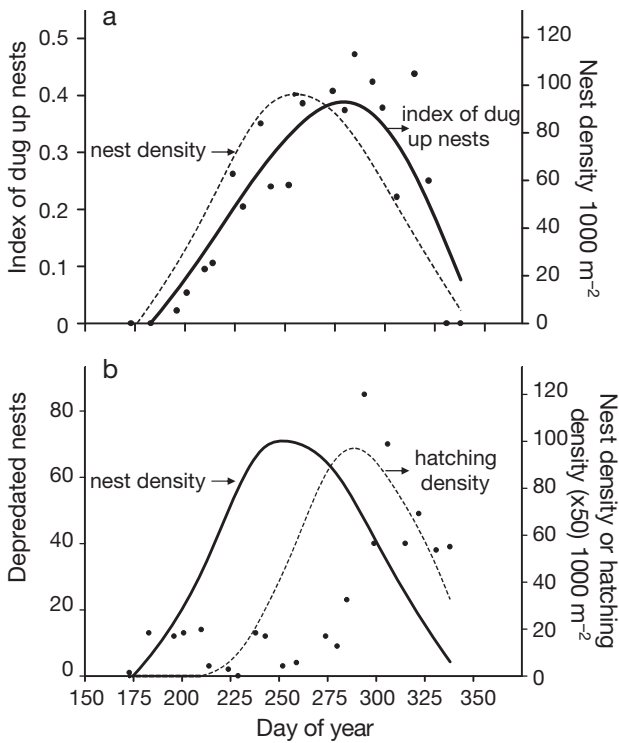 a
0.5
0.4
0.3
0.2
0.1
0
Index of dug up nests
120
100
80
60
40
20
0
Nest density 1000 m⁻²
nest density
index of dug
up nests
b
80
60
40
20
0
Depredated nests
120
100
80
60
40
20
0
Nest density or hatching
density (x50) 1000 m⁻²
nest density
hatching
density
150 175 200 225 250 275 300 325 350
Day of year